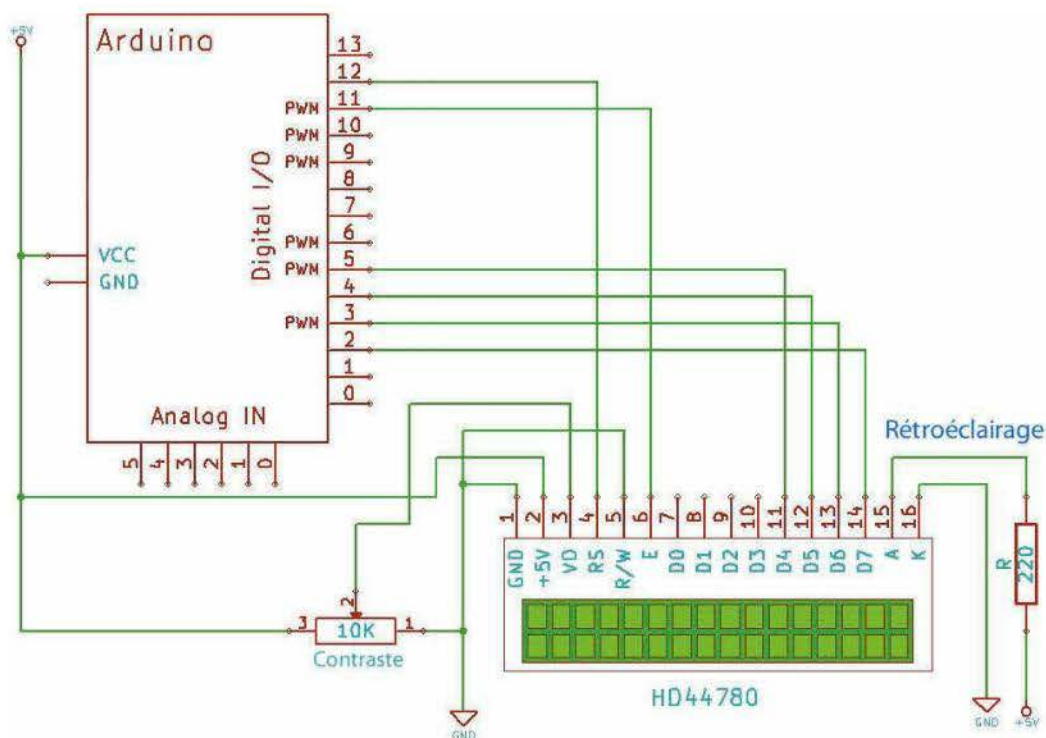 +5V
Arduino
13
12
PWM 11
PWM 10
PWM 9
8
7
PWM 6
PWM 5
4
PWM 3
2
1
0
Digital I/O
VCC
GND
Analog IN
5 4 3 2 1 0
Rétroéclairage
1 2 3 4 5 6 7 8 9 10 11 12 13 14 15 16
GND +5V VO RS R/W E D0 D1 D2 D3 D4 D5 D6 D7 A K
R 220
2
3 10K 1
Contraste
HD44780
GND
GND
+5V